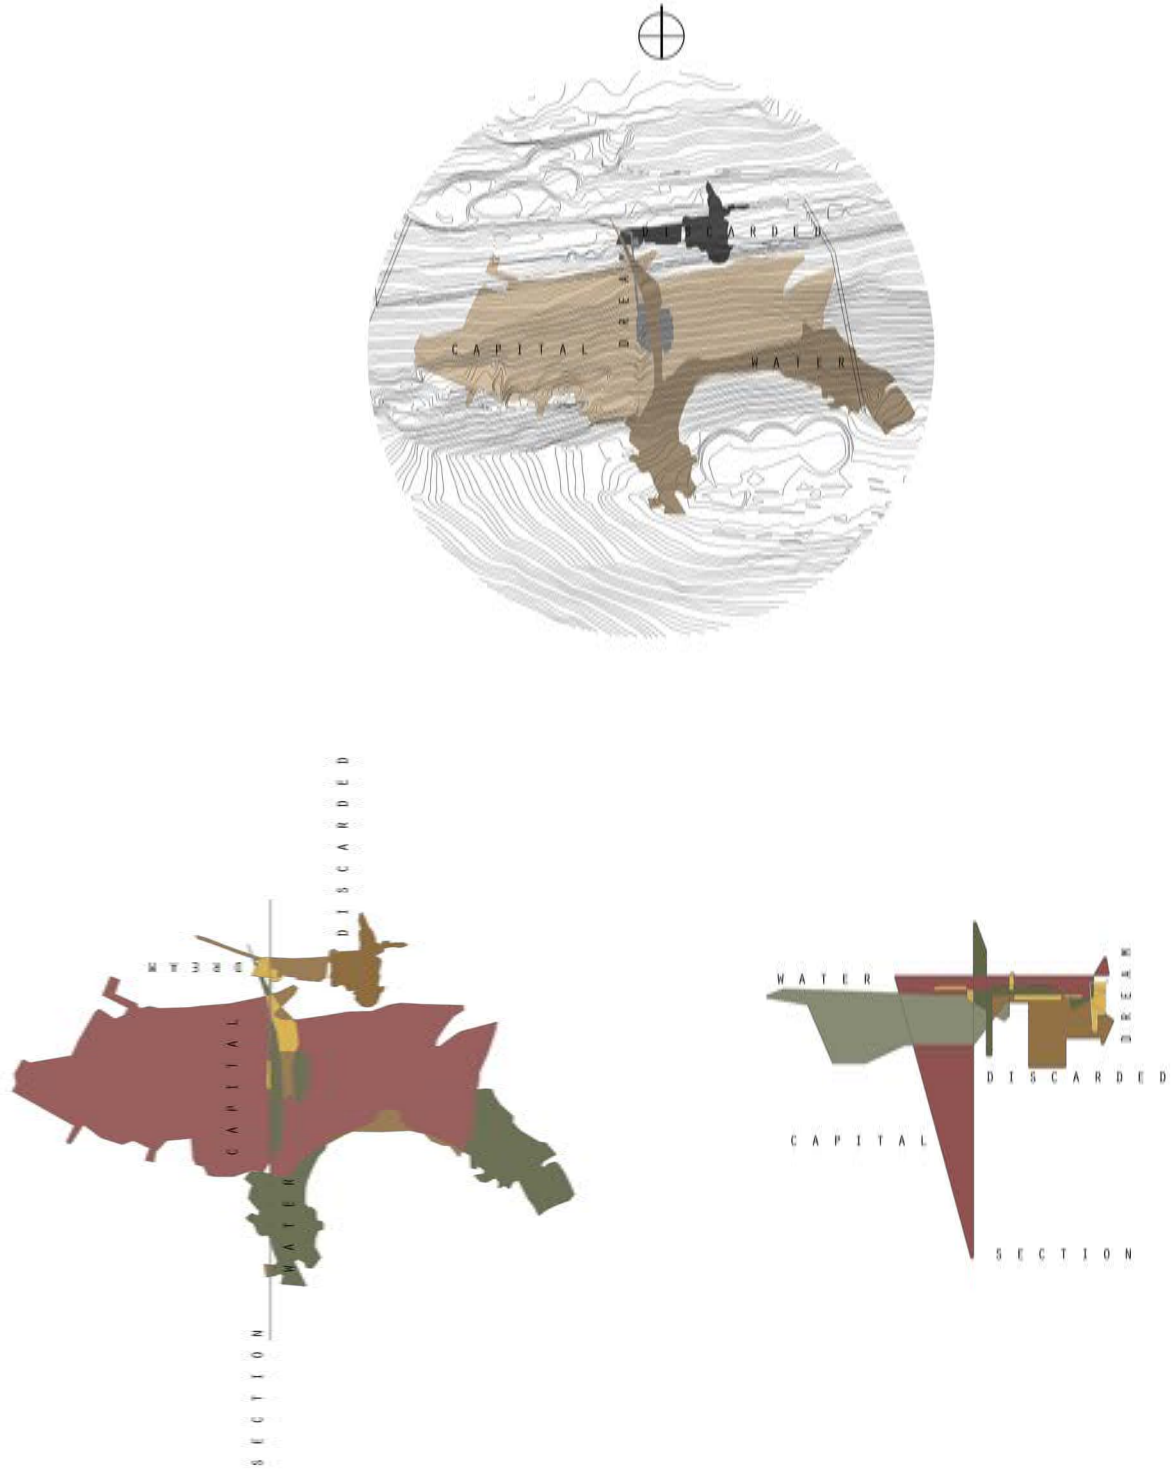 DISCARDED
DREAM
CAPITAL
WATER
DISCARDED
DREAM
CAPITAL
WATER
SECTION
WATER
DREAM
DISCARDED
CAPITAL
SECTION